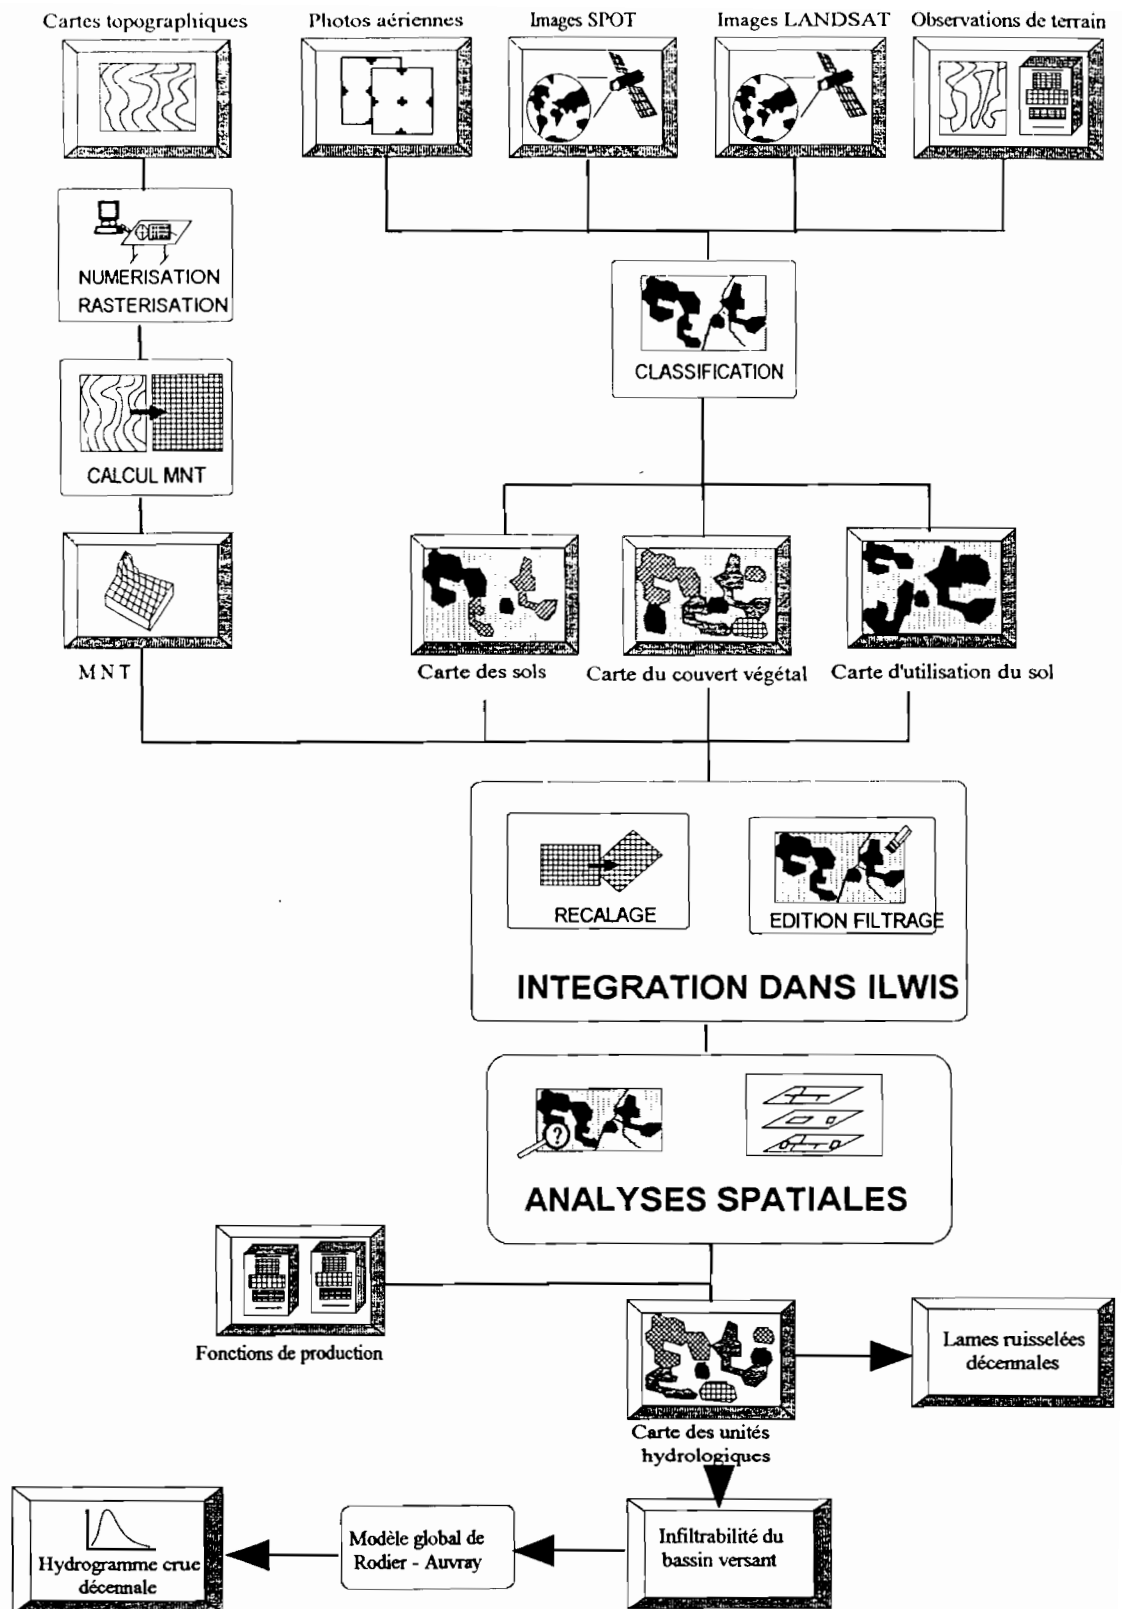 Cartes topographiques
Photos aériennes
Images SPOT
Images LANDSAT
Observations de terrain
NUMERISATION
RASTERISATION
CLASSIFICATION
CALCUL MNT
MNT
Carte des sols
Carte du couvert végétal
Carte d'utilisation du sol
RECALAGE
EDITION FILTRAGE
INTEGRATION DANS ILWIS
?
ANALYSES SPATIALES
Fonctions de production
Lames ruisselées
décennales
Carte des unités
hydrologiques
Hydrogramme crue
décennale
Modèle global de
Rodier - Auvray
Infiltrabilité du
bassin versant